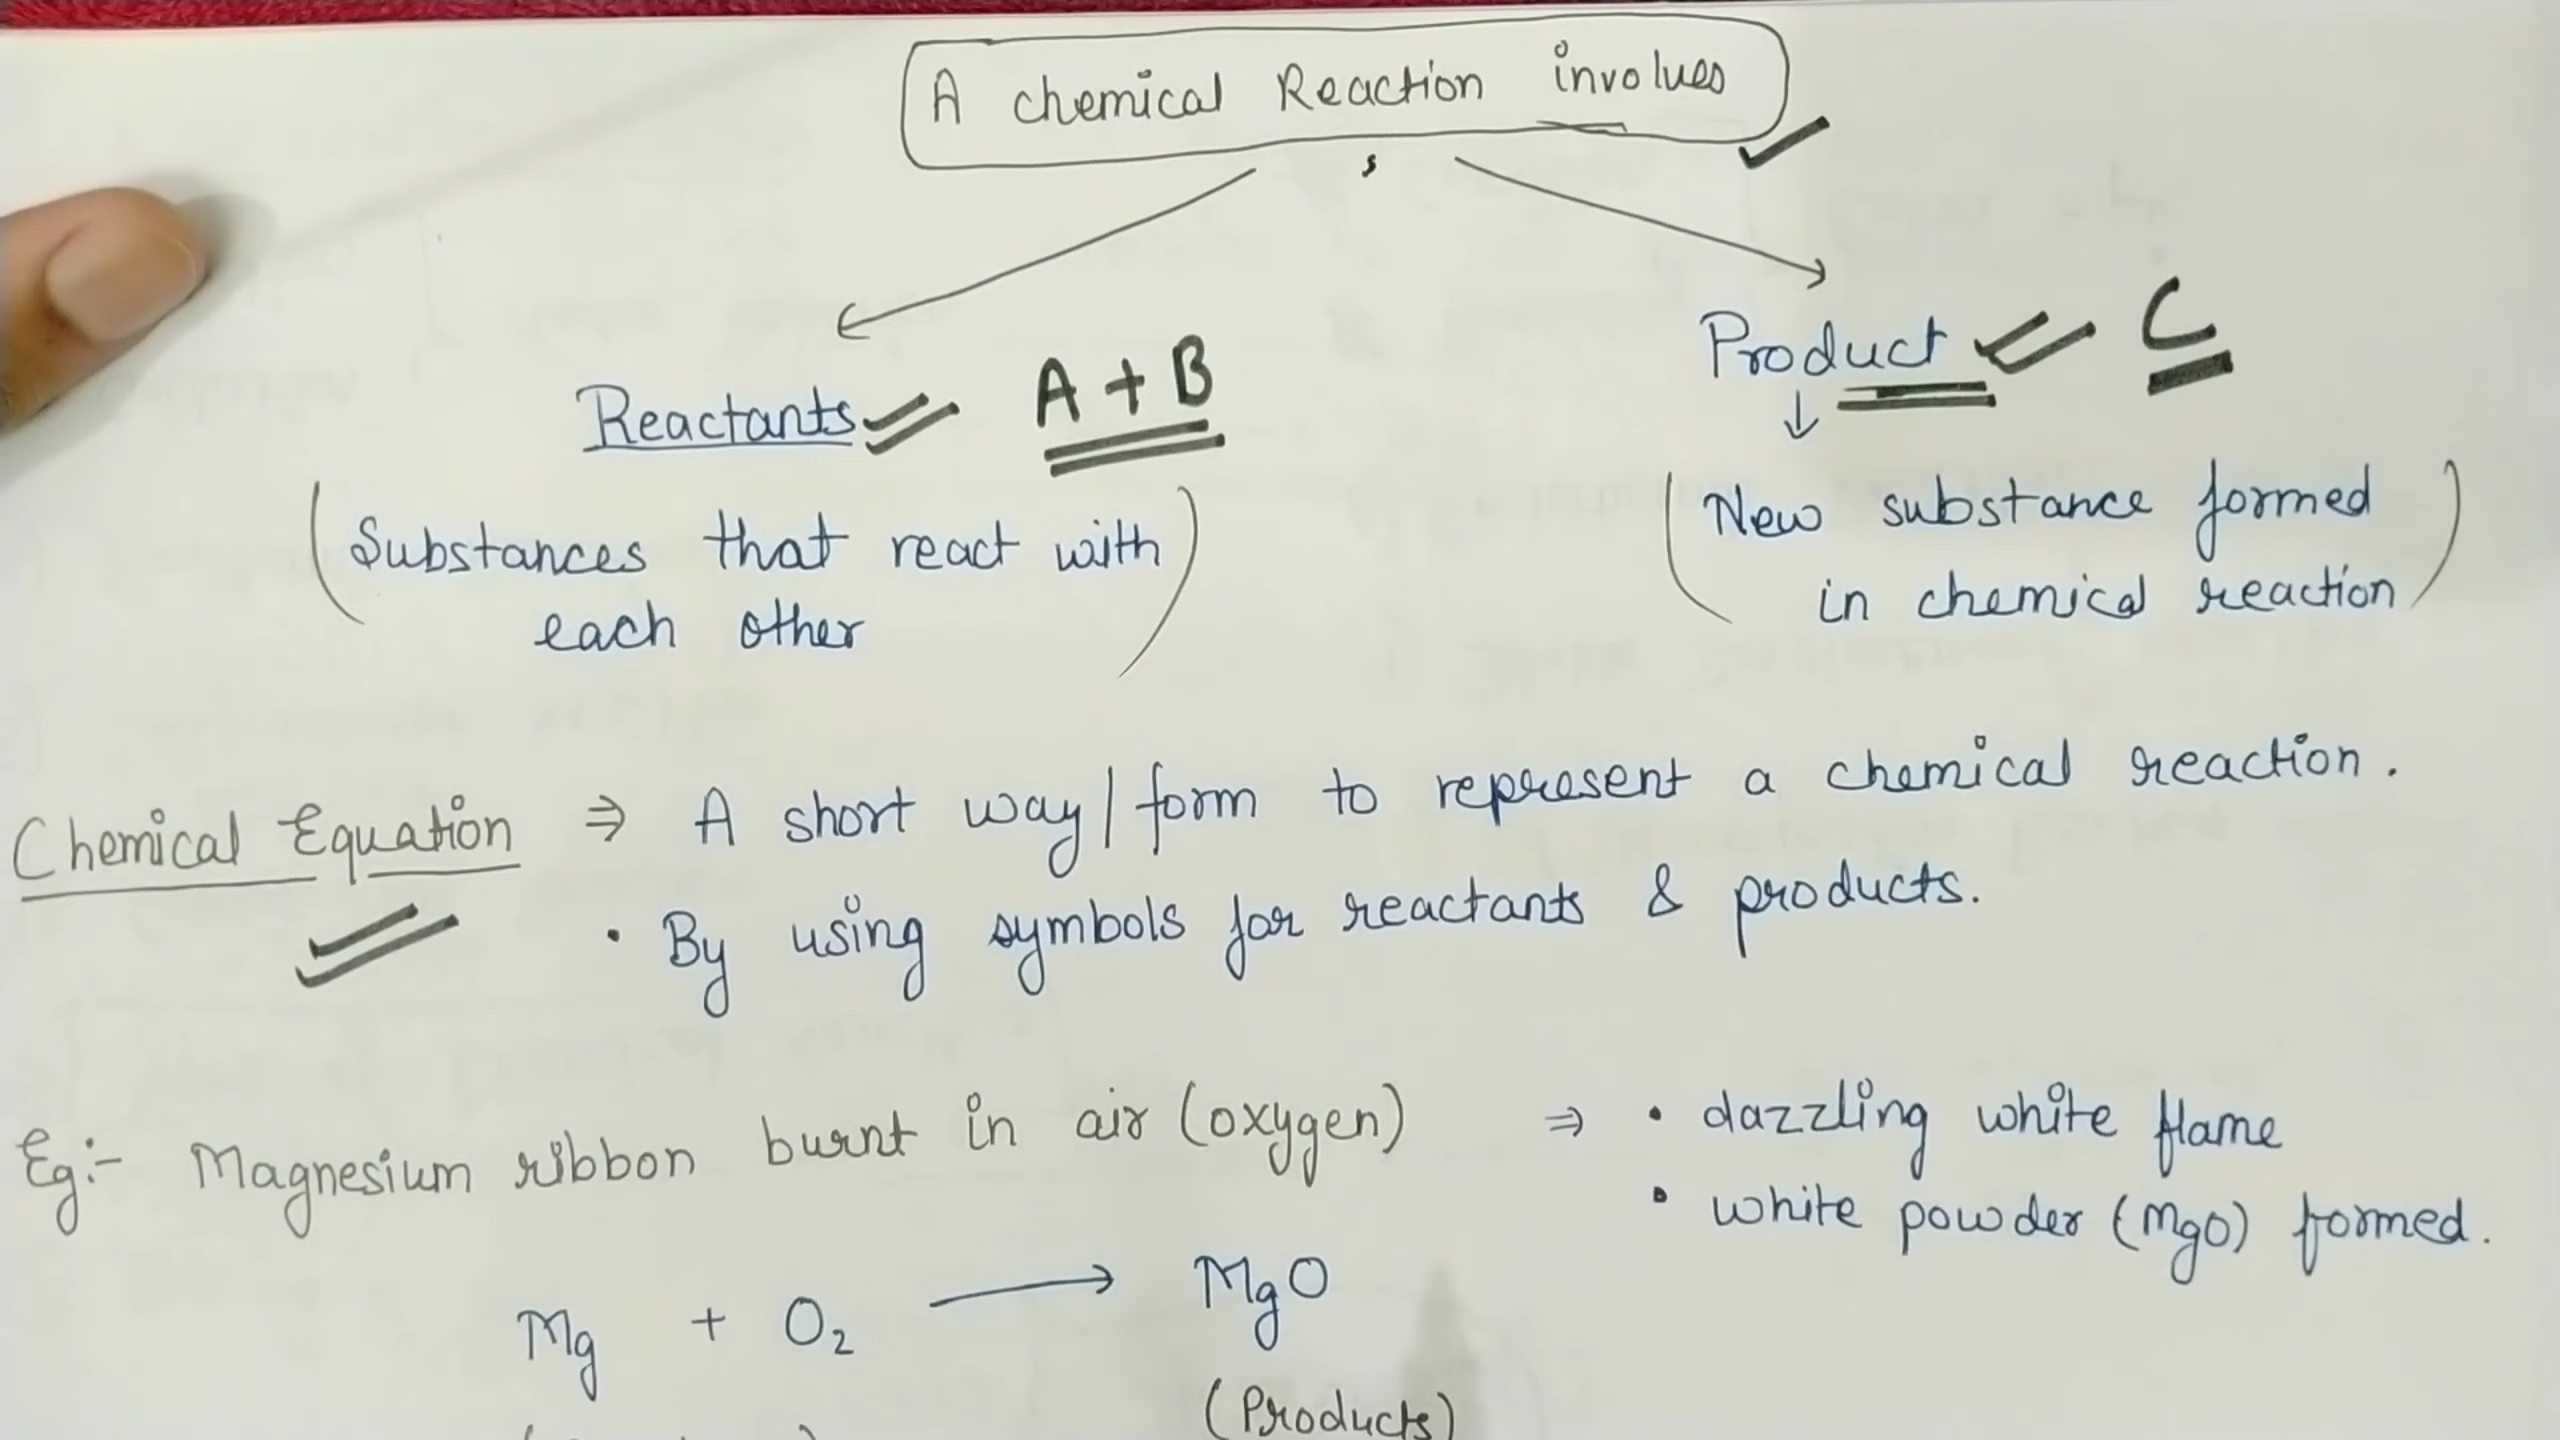 A chemical Reaction involves
Reactants A + B
(Substances that react with each other)
Product C
↓
(New substance formed in chemical reaction)
Chemical Equation ⇒ A short way/form to represent a chemical reaction.
• By using symbols for reactants & products.
Eg:- Magnesium ribbon burnt in air (oxygen) ⇒ • dazzling white flame
• white powder (MgO) formed.
Mg + O₂ ⟶ MgO
(Products)